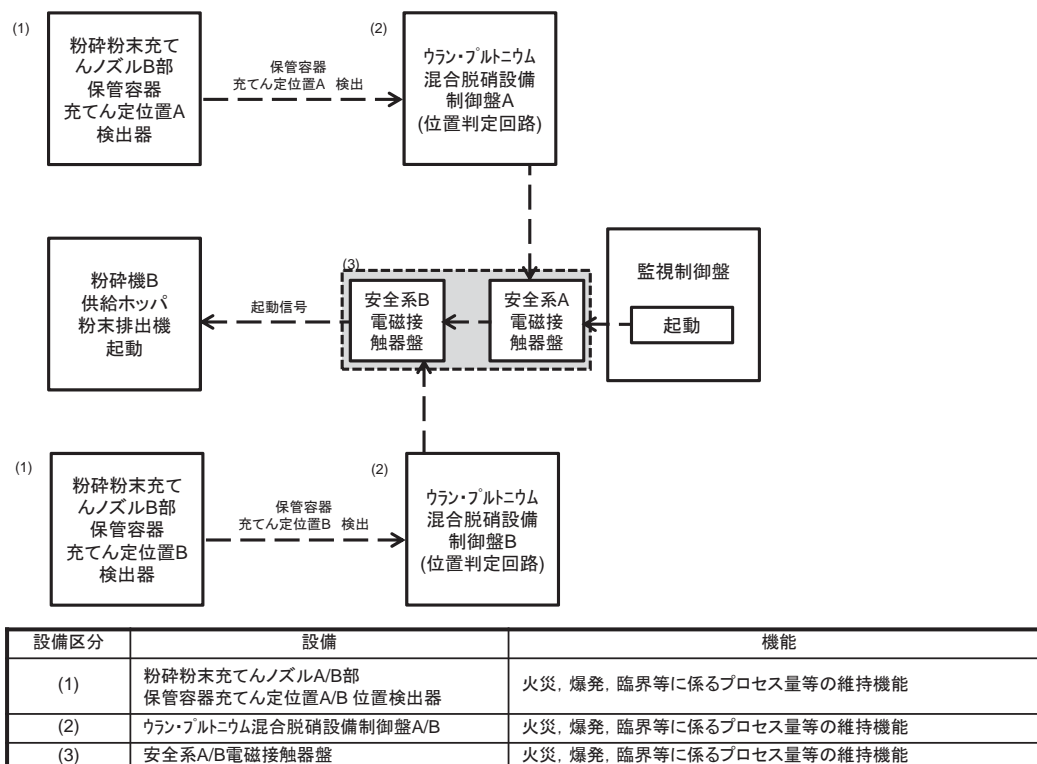 (1)
粉砕粉末充て
んノズルB部
保管容器
充てん定位置A
検出器
保管容器
充てん定位置A 検出
(2)
ウラン・プルトニウム
混合脱硝設備
制御盤A
(位置判定回路)
粉砕機B
供給ホッパ
粉末排出機
起動
起動信号
(3)
安全系B
電磁接
触器盤
安全系A
電磁接
触器盤
監視制御盤
起動
(1)
粉砕粉末充て
んノズルB部
保管容器
充てん定位置B
検出器
保管容器
充てん定位置B 検出
(2)
ウラン・プルトニウム
混合脱硝設備
制御盤B
(位置判定回路)
設備区分 設備 機能
(1) 粉砕粉末充てんノズルA/B部
保管容器充てん定位置A/B 位置検出器 火災, 爆発, 臨界等に係るプロセス量等の維持機能
(2) ウラン・プルトニウム混合脱硝設備制御盤A/B 火災, 爆発, 臨界等に係るプロセス量等の維持機能
(3) 安全系A/B電磁接触器盤 火災, 爆発, 臨界等に係るプロセス量等の維持機能